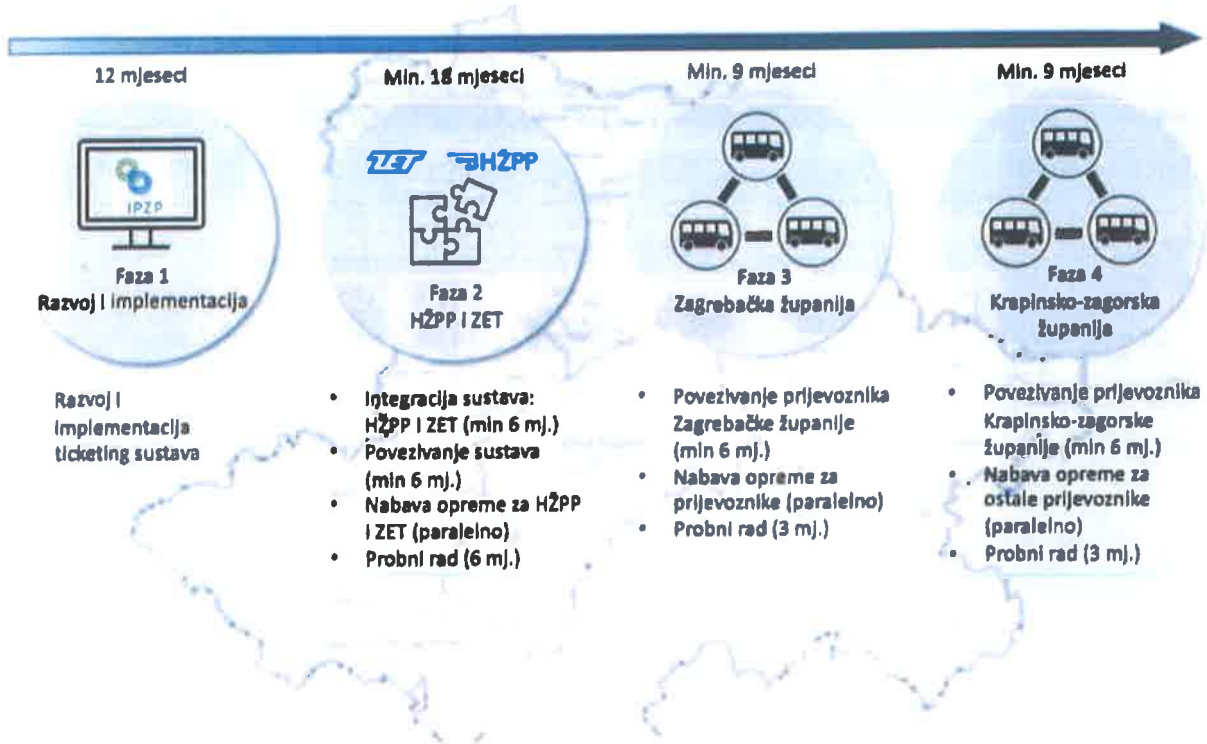 12 mjeseci
Min. 18 mjeseci
Min. 9 mjeseci
Min. 9 mjeseci
IPZP
Faza 1
Razvoj i implementacija
ZET HŽPP
Faza 2
HŽPP i ZET
Faza 3
Zagrebačka županija
Faza 4
Krapinsko-zagorska
županija
Razvoj i
implementacija
ticketing sustava
• Integracija sustava:
HŽPP i ZET (min 6 mj.)
• Povezivanje sustava
(min 6 mj.)
• Nabava opreme za HŽPP
i ZET (paralelno)
• Probni rad (6 mj.)
• Povezivanje prijevoznika
Zagrebačke županije
(min 6 mj.)
• Nabava opreme za
prijevoznike (paralelno)
• Probni rad (3 mj.)
• Povezivanje prijevoznika
Krapinsko-zagorske
županije (min 6 mj.)
• Nabava opreme za
ostale prijevoznike
(paralelno)
• Probni rad (3 mj.)